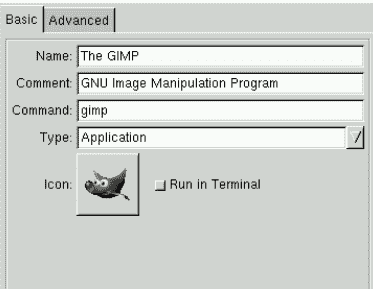 Basic Advanced
Name: The GIMP
Comment: GNU Image Manipulation Program
Command: gimp
Type: Application
Icon: Run in Terminal